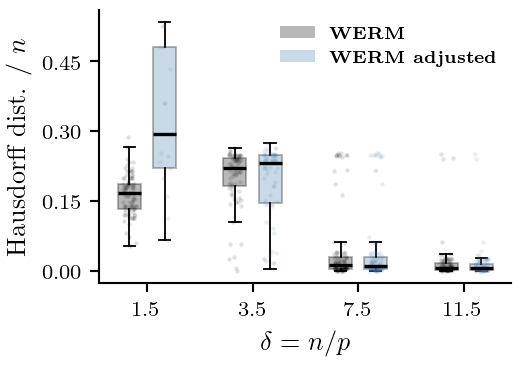 Hausdorff dist. / n
0.45
0.30
0.15
0.00
WERM
WERM adjusted
1.5 3.5 7.5 11.5
δ = n/p